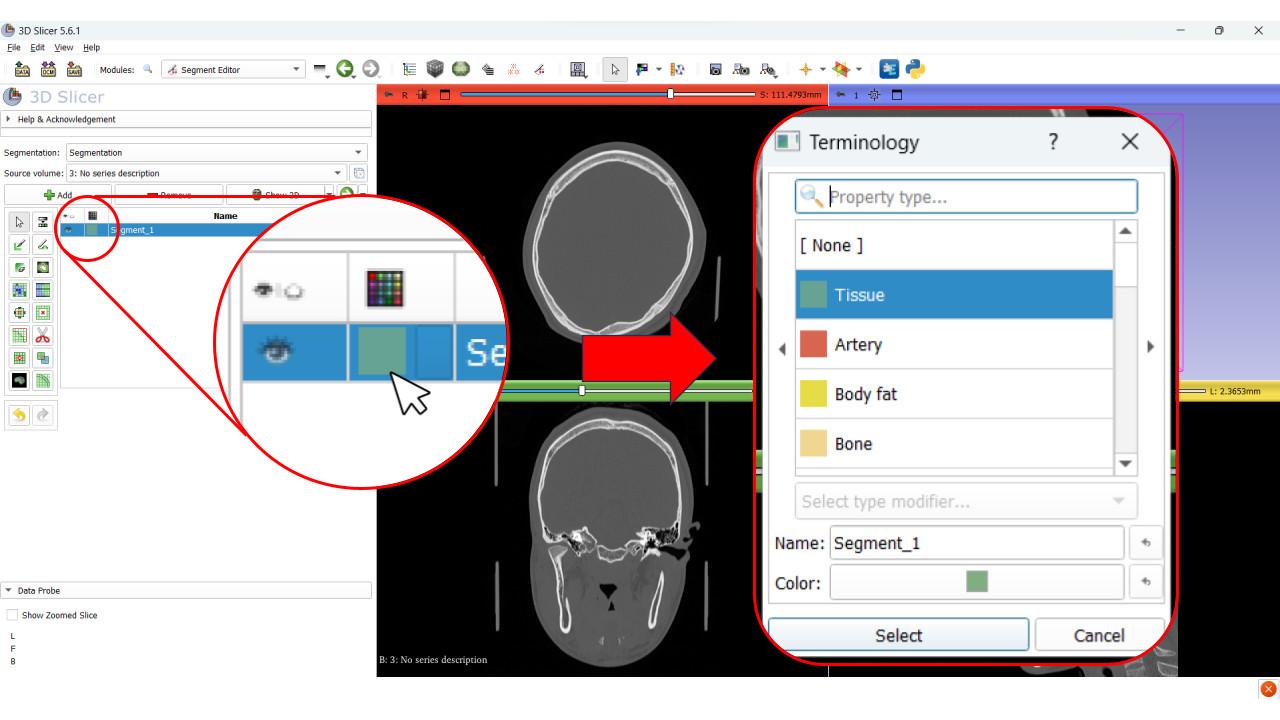 3D Slicer 5.6.1
File Edit View Help
DATA DCM SAVE Modules: Segment Editor
3D Slicer
Help & Acknowledgement
Segmentation: Segmentation
Source volume: 3: No series description
Add Remove Show 3D
Name
Segment_1
Se
R S: 111.4793mm
1
L: 2.3653mm
B: 3: No series description
Terminology ? 
Property type...
[ None ]
Tissue
Artery
Body fat
Bone
Select type modifier...
Name: Segment_1
Color:
Select Cancel
Data Probe
Show Zoomed Slice
L
F
B